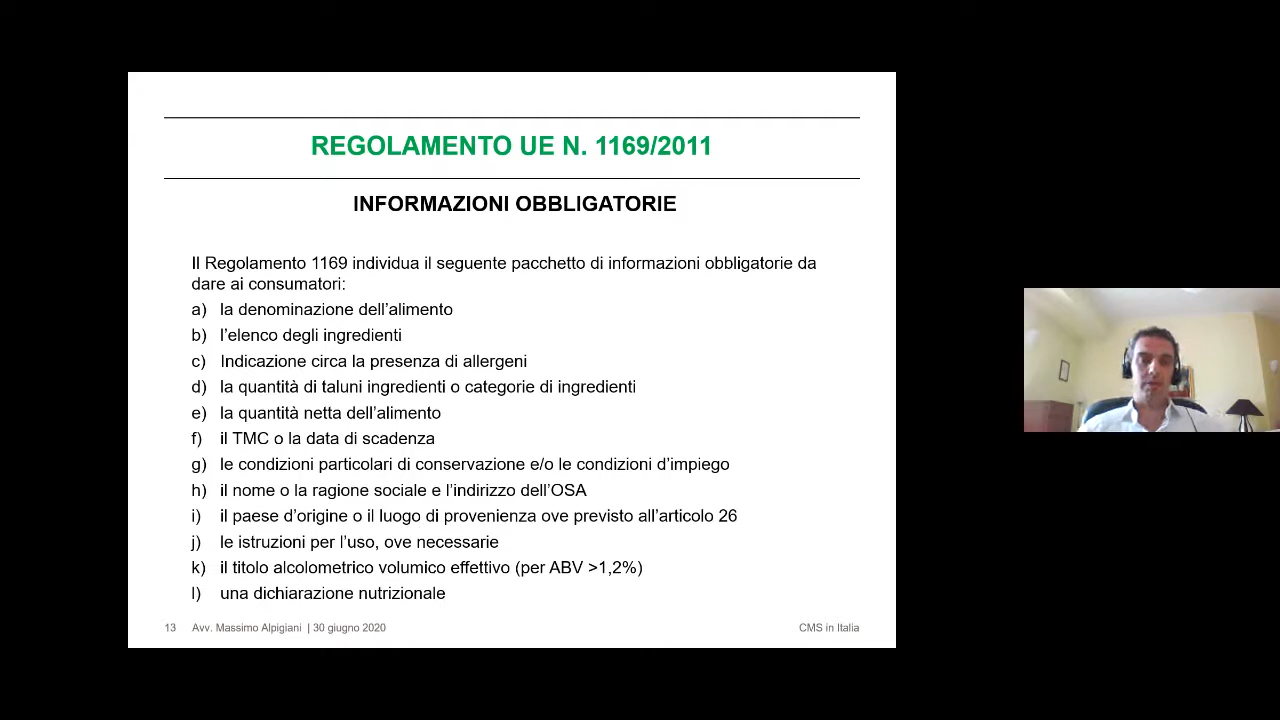 REGOLAMENTO UE N. 1169/2011
INFORMAZIONI OBBLIGATORIE
Il Regolamento 1169 individua il seguente pacchetto di informazioni obbligatorie da
dare ai consumatori:
a) la denominazione dell’alimento
b) l’elenco degli ingredienti
c) Indicazione circa la presenza di allergeni
d) la quantità di taluni ingredienti o categorie di ingredienti
e) la quantità netta dell’alimento
f) il TMC o la data di scadenza
g) le condizioni particolari di conservazione e/o le condizioni d’impiego
h) il nome o la ragione sociale e l’indirizzo dell’OSA
i) il paese d’origine o il luogo di provenienza ove previsto all’articolo 26
j) le istruzioni per l’uso, ove necessarie
k) il titolo alcolometrico volumico effettivo (per ABV >1,2%)
l) una dichiarazione nutrizionale
13 Avv. Massimo Alpigiani | 30 giugno 2020 CMS in Italia